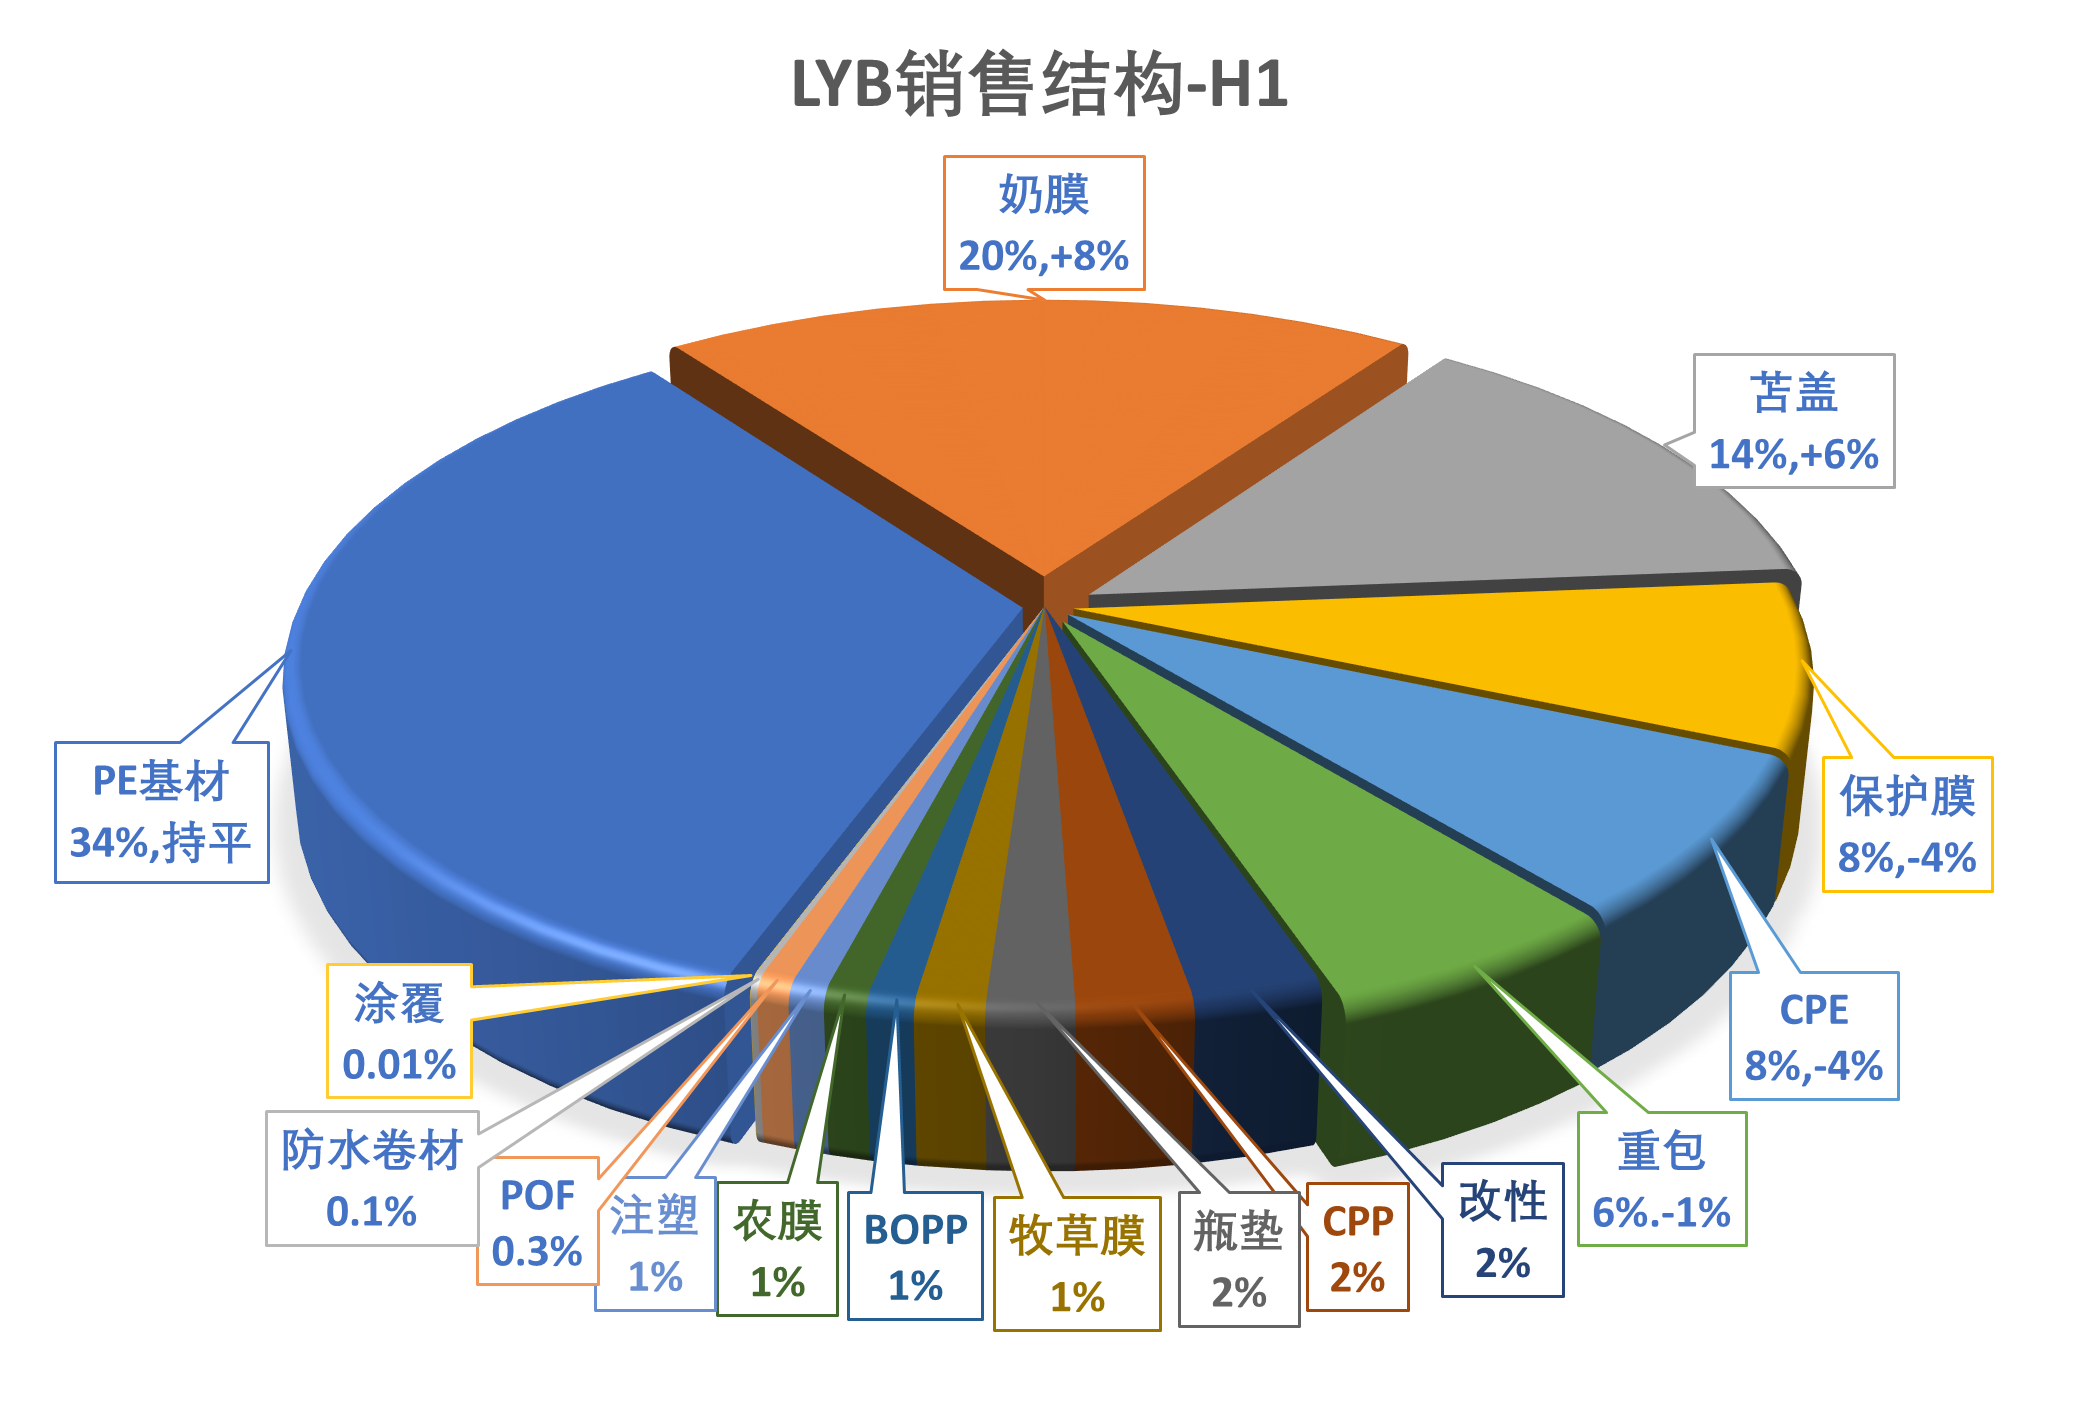 LYB销售结构-H1
奶膜
20%,+8%
苫盖
14%,+6%
保护膜
8%,-4%
CPE
8%,-4%
重包
6%.-1%
改性
2%
CPP
2%
瓶垫
2%
牧草膜
1%
BOPP
1%
农膜
1%
注塑
1%
POF
0.3%
防水卷材
0.1%
涂覆
0.01%
PE基材
34%,持平